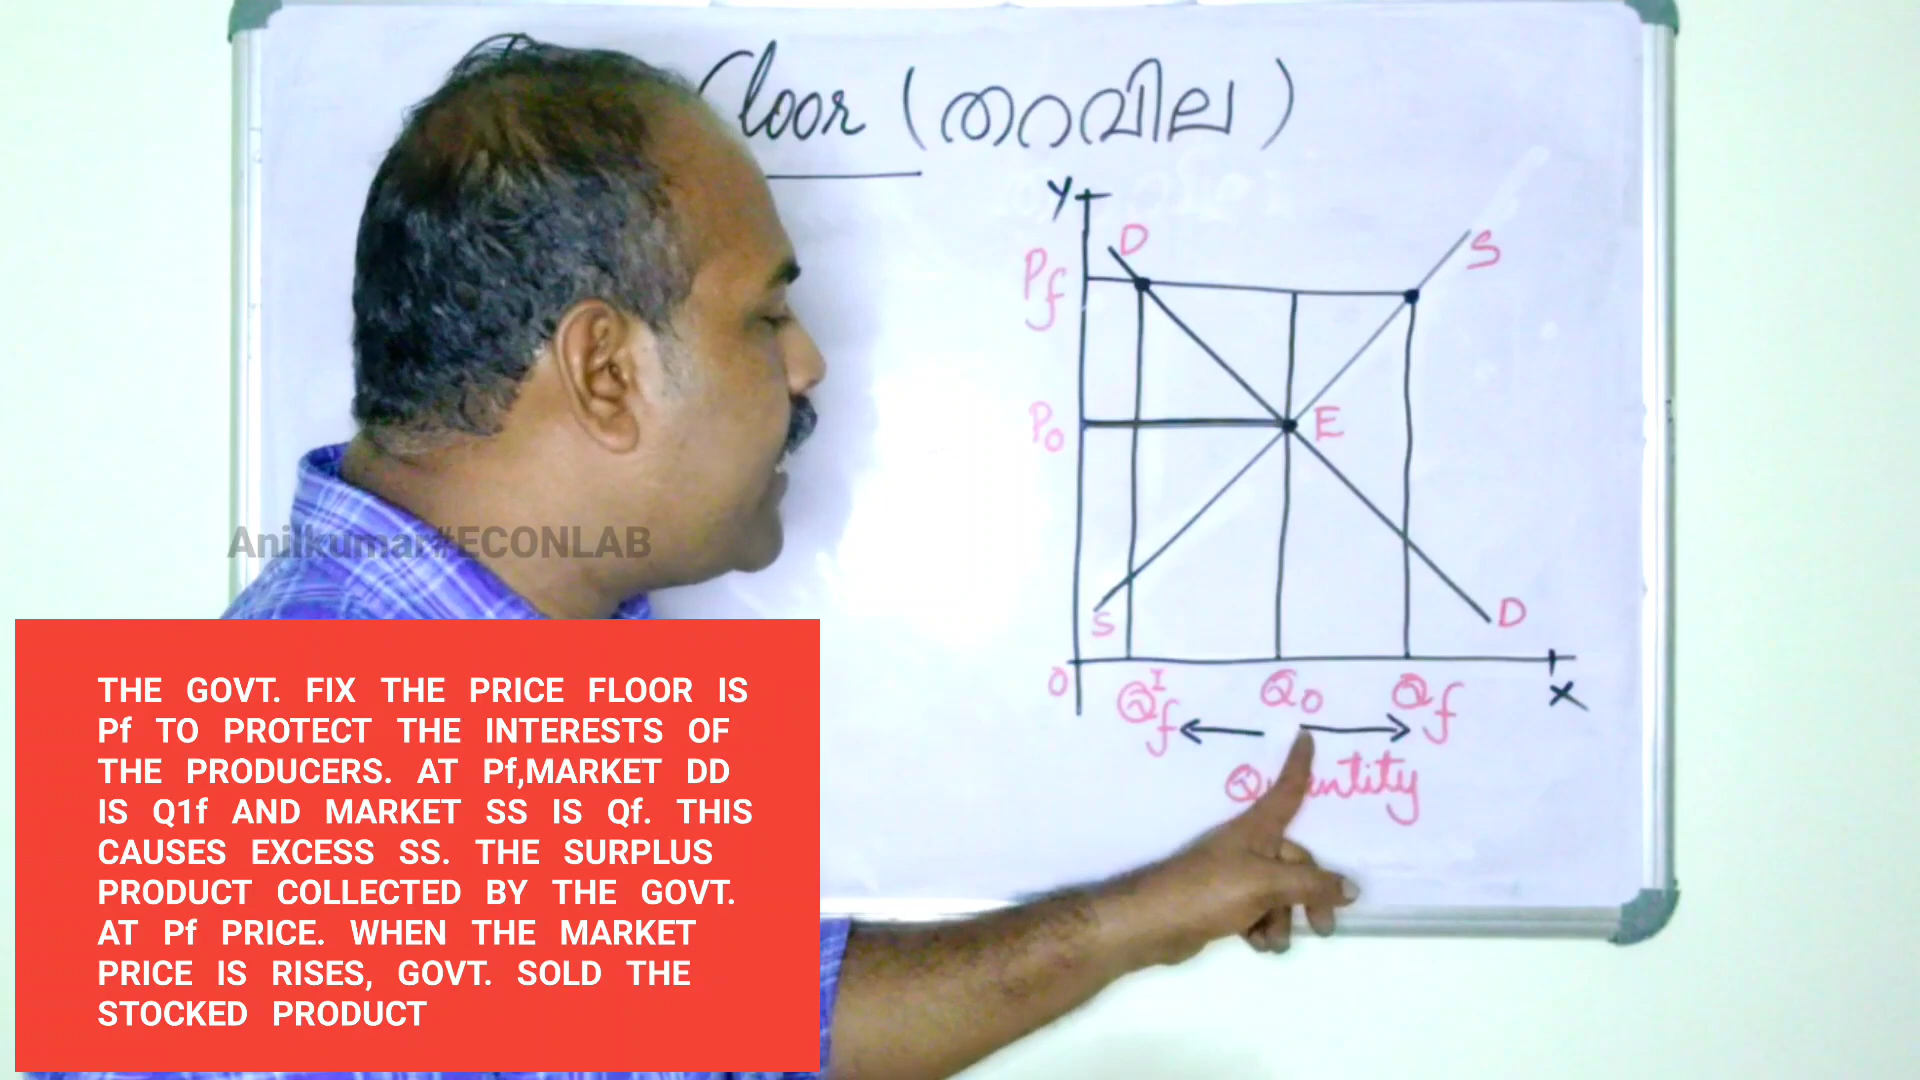 Floor (തറവില)
Y
D
S
Pf
P0
E
S
D
O
Q¹f
Q0
Qf
X
Quantity
Anilkumar#ECONLAB
THE GOVT. FIX THE PRICE FLOOR IS
Pf TO PROTECT THE INTERESTS OF
THE PRODUCERS. AT Pf,MARKET DD
IS Q1f AND MARKET SS IS Qf. THIS
CAUSES EXCESS SS. THE SURPLUS
PRODUCT COLLECTED BY THE GOVT.
AT Pf PRICE. WHEN THE MARKET
PRICE IS RISES, GOVT. SOLD THE
STOCKED PRODUCT